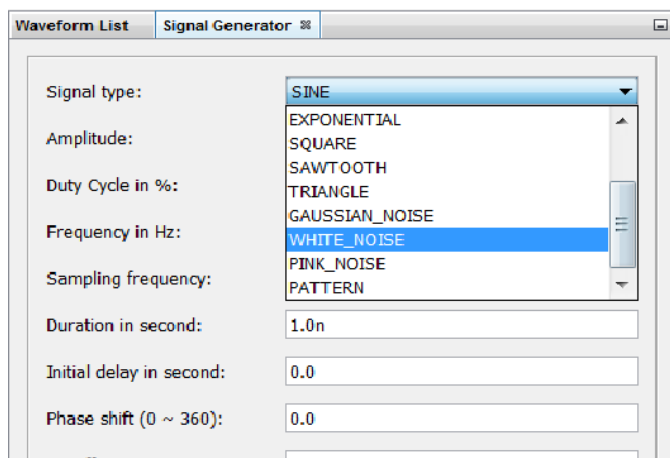 Waveform List Signal Generator
Signal type: SINE
EXPONENTIAL
Amplitude:
SQUARE
SAWTOOTH
Duty Cycle in %:
TRIANGLE
GAUSSIAN_NOISE
Frequency in Hz:
WHITE_NOISE
PINK_NOISE
Sampling frequency:
PATTERN
Duration in second: 1.0n
Initial delay in second: 0.0
Phase shift (0 ~ 360): 0.0